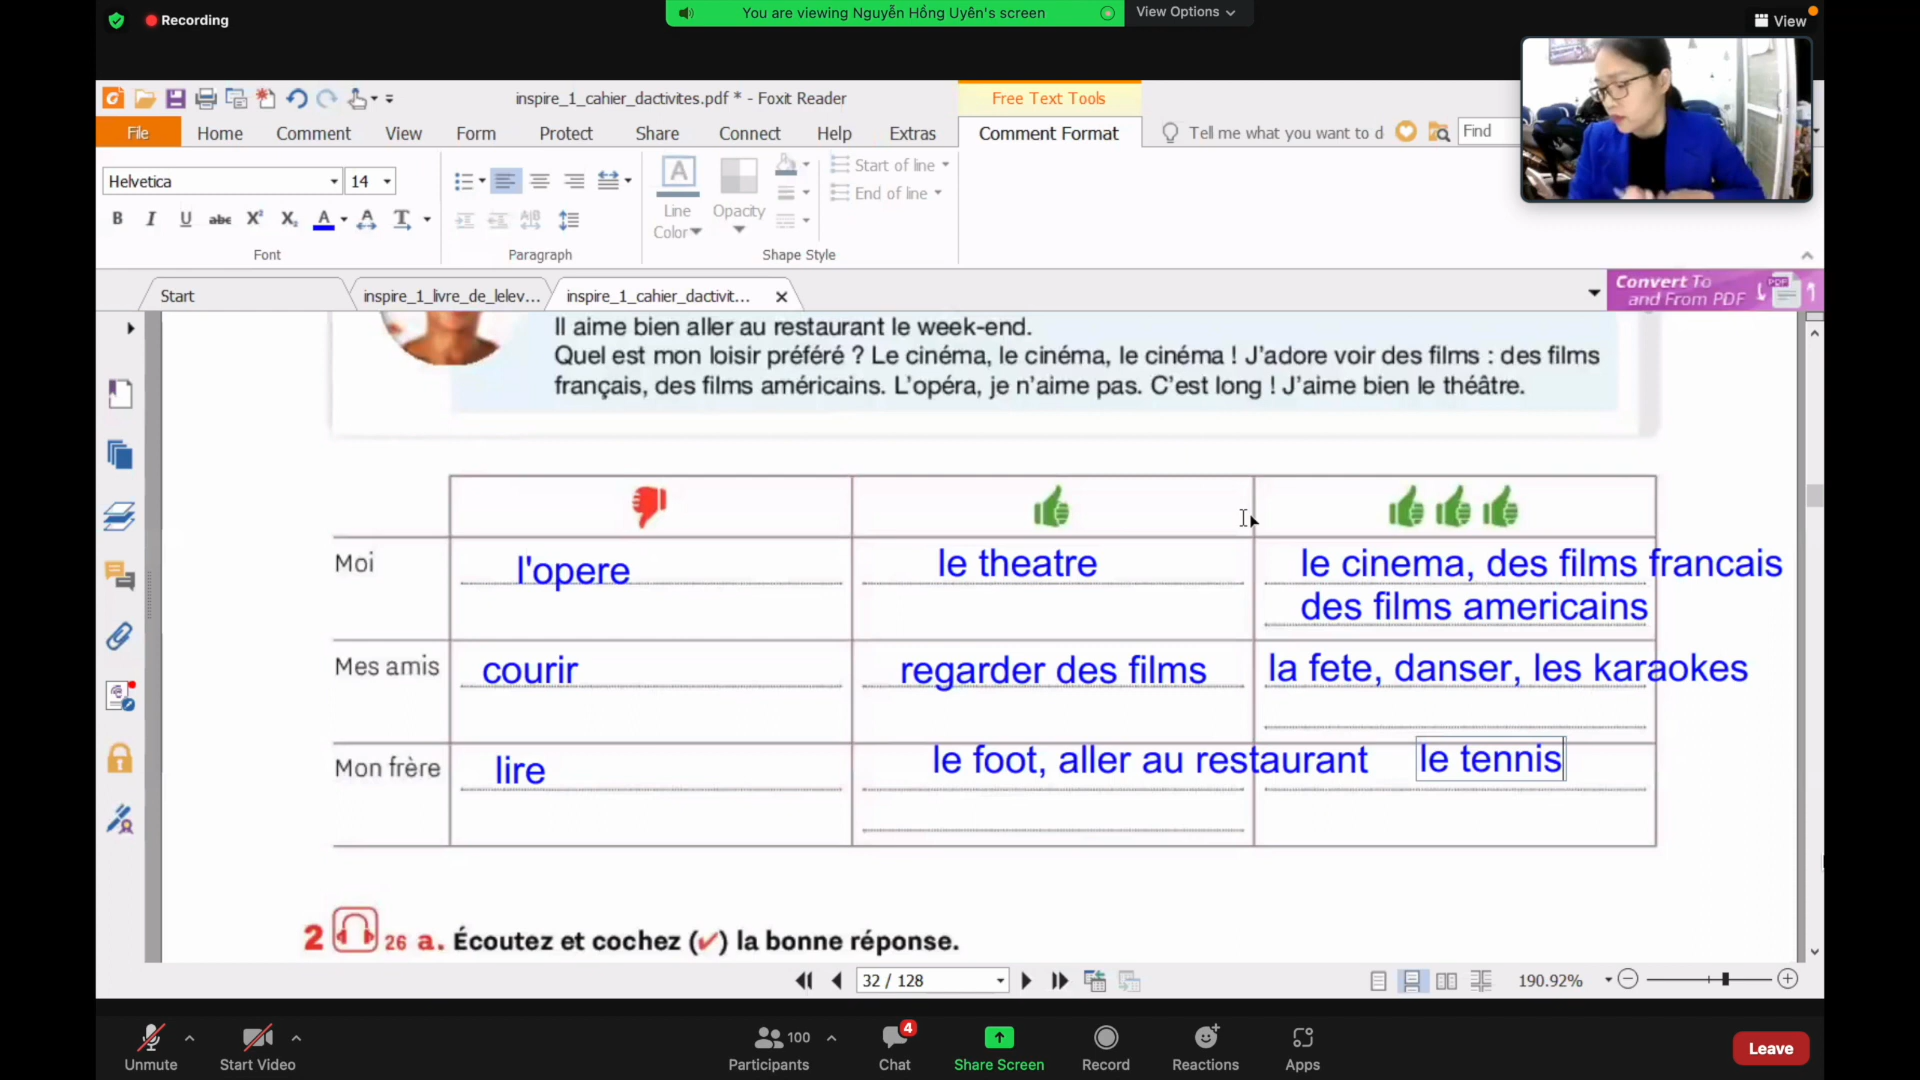 Recording
You are viewing Nguyễn Hồng Uyên's screen
View Options
View
inspire_1_cahier_dactivites.pdf * - Foxit Reader
Free Text Tools
File
Home
Comment
View
Form
Protect
Share
Connect
Help
Extras
Comment Format
Tell me what you want to d
Find
Helvetica
14
Start of line
End of line
Line
Color
Opacity
B I U abc X² X₂ A A T
Font
Paragraph
Shape Style
Start
inspire_1_livre_de_lelev...
inspire_1_cahier_dactivit...
Convert To
and From PDF
Il aime bien aller au restaurant le week-end.
Quel est mon loisir préféré ? Le cinéma, le cinéma, le cinéma ! J'adore voir des films : des films
français, des films américains. L'opéra, je n'aime pas. C'est long ! J'aime bien le théâtre.
Moi
l'opere
le theatre
le cinema, des films francais
des films americains
Mes amis
courir
regarder des films
la fete, danser, les karaokes
Mon frère
lire
le foot, aller au restaurant
le tennis
2 26 a. Écoutez et cochez (✓) la bonne réponse.
32 / 128
190.92%
Unmute
Start Video
Participants
100
Chat
4
Share Screen
Record
Reactions
Apps
Leave